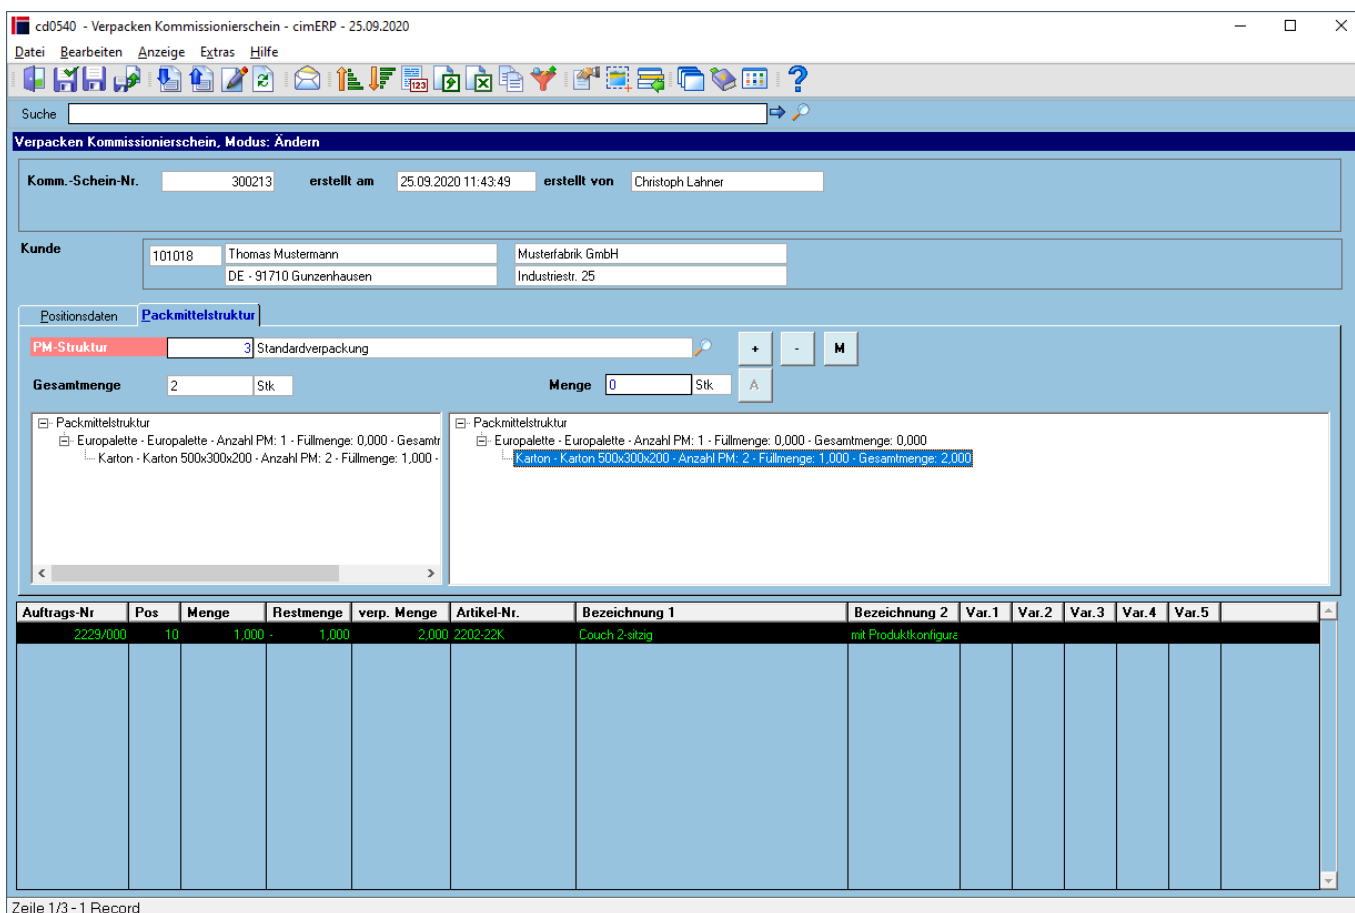 cd0540 - Verpacken Kommissionierschein - cimERP - 25.09.2020
Datei Bearbeiten Anzeige Extras Hilfe
123
Suche
Verpacken Kommissionierschein, Modus: Ändern
Komm.-Schein-Nr. 300213 erstellt am 25.09.2020 11:43:49 erstellt von Christoph Lahner
Kunde 101018 Thomas Mustermann Musterfabrik GmbH
DE - 91710 Gunzenhausen Industriestr. 25
Positionsdaten Packmittelstruktur
PM-Struktur 3 Standardverpackung + - M
Gesamtmenge 2 Stk Menge 0 Stk A
Packmittelstruktur Packmittelstruktur
Europalette - Europalette - Anzahl PM: 1 - Füllmenge: 0,000 - Gesamtr Europalette - Europalette - Anzahl PM: 1 - Füllmenge: 0,000 - Gesamtmenge: 0,000
Karton - Karton 500x300x200 - Anzahl PM: 2 - Füllmenge: 1,000 - Karton - Karton 500x300x200 - Anzahl PM: 2 - Füllmenge: 1,000 - Gesamtmenge: 2,000
Auftrags-Nr Pos Menge Restmenge verp. Menge Artikel-Nr. Bezeichnung 1 Bezeichnung 2 Var.1 Var.2 Var.3 Var.4 Var.5
2229/000 10 1,000 - 1,000 2,000 2202-22K Couch 2-sitzig mit Produktkonfigura
Zeile 1/3 - 1 Record